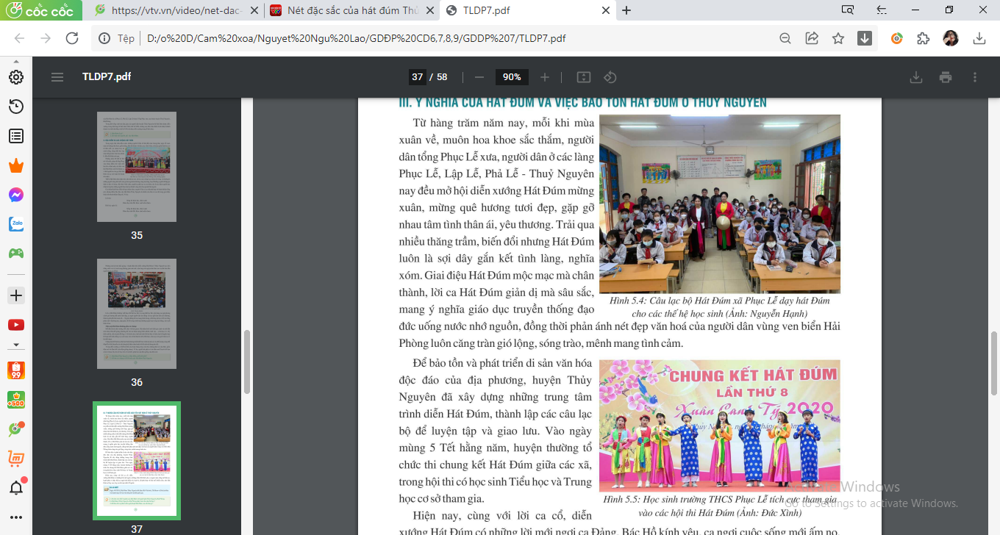 cốc cốc
https://vtv.vn/video/net-dac-
Nét đặc sắc của hát đúm Thủ
TLDP7.pdf
Tệp
D:/o%20D/Cam%20xoa/Nguyet%20Ngu%20Lao/GDĐP%20CD6,7,8,9/GDDP%207/TLDP7.pdf
TLDP7.pdf
37 / 58
90%
35
36
37
Zalo
99
+500
III. Ý NGHĨA CỦA HÁT ĐÚM VÀ VIỆC BẢO TỒN HÁT ĐÚM Ở THUỶ NGUYÊN
Từ hàng trăm năm nay, mỗi khi mùa
xuân về, muôn hoa khoe sắc thắm, người
dân tổng Phục Lễ xưa, người dân ở các làng
Phục Lễ, Lập Lễ, Phả Lễ - Thuỷ Nguyên
nay đều mở hội diễn xướng Hát Đúm mừng
xuân, mừng quê hương tươi đẹp, gặp gỡ
nhau tâm tình thân ái, yêu thương. Trải qua
nhiều thăng trầm, biến đổi nhưng Hát Đúm
luôn là sợi dây gắn kết tình làng, nghĩa
xóm. Giai điệu Hát Đúm mộc mạc mà chân
thành, lời ca Hát Đúm giản dị mà sâu sắc,
mang ý nghĩa giáo dục truyền thống đạo
đức uống nước nhớ nguồn, đồng thời phản ánh nét đẹp văn hoá của người dân vùng ven biển Hải
Phòng luôn căng tràn gió lộng, sóng trào, mênh mang tình cảm.
Hình 5.4: Câu lạc bộ Hát Đúm xã Phục Lễ dạy hát Đúm
cho các thế hệ học sinh (Ảnh: Nguyễn Hạnh)
Để bảo tồn và phát triển di sản văn hóa
độc đáo của địa phương, huyện Thủy
Nguyên đã xây dựng những trung tâm
trình diễn Hát Đúm, thành lập các câu lạc
bộ để luyện tập và giao lưu. Vào ngày
mùng 5 Tết hàng năm, huyện thường tổ
chức thi chung kết Hát Đúm giữa các xã,
trong đó luôn có học sinh Tiểu học và Trung
học cơ sở tham gia.
CHUNG KẾT HÁT ĐÚM
LẦN THỨ 8
Xuân Canh Tý 2020
Hình 5.5: Học sinh trường THCS Phục Lễ tích cực tham gia
vào các hội thi Hát Đúm (Ảnh: Đức Xình)
Hiện nay, cùng với lời ca cổ, diễn
xướng Hát Đúm có những lời mới ngợi ca Đảng, Bác Hồ kính yêu, ca ngợi cuộc sống mới ấm no,
Windows
Go to Settings to activate Windows.